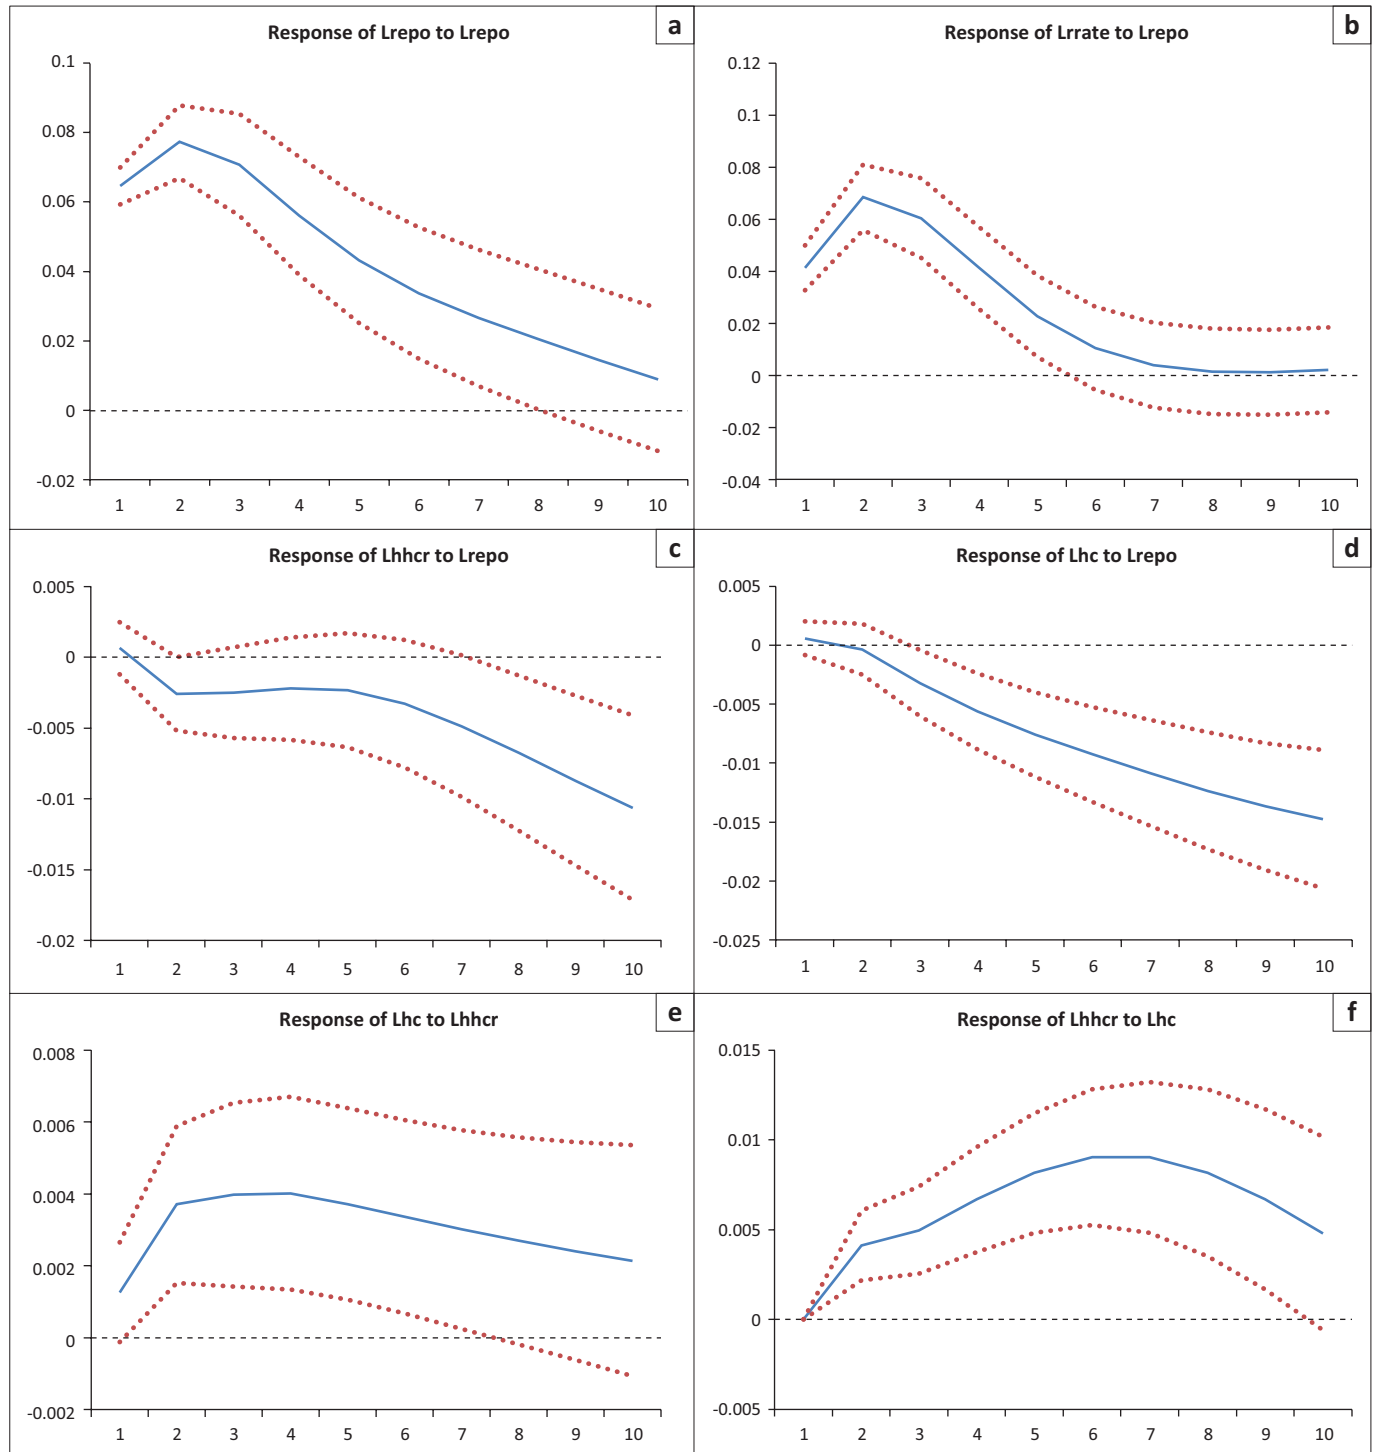 Response of Lrepo to Lrepo
a
0.1
0.08
0.06
0.04
0.02
0
-0.02
1 2 3 4 5 6 7 8 9 10
Response of Lrrate to Lrepo
b
0.12
0.1
0.08
0.06
0.04
0.02
0
-0.02
-0.04
1 2 3 4 5 6 7 8 9 10
Response of Lhhcr to Lrepo
c
0.005
0
-0.005
-0.01
-0.015
-0.02
1 2 3 4 5 6 7 8 9 10
Response of Lhc to Lrepo
d
0.005
0
-0.005
-0.01
-0.015
-0.02
-0.025
1 2 3 4 5 6 7 8 9 10
Response of Lhc to Lhhcr
e
0.008
0.006
0.004
0.002
0
-0.002
1 2 3 4 5 6 7 8 9 10
Response of Lhhcr to Lhc
f
0.015
0.01
0.005
0
-0.005
1 2 3 4 5 6 7 8 9 10